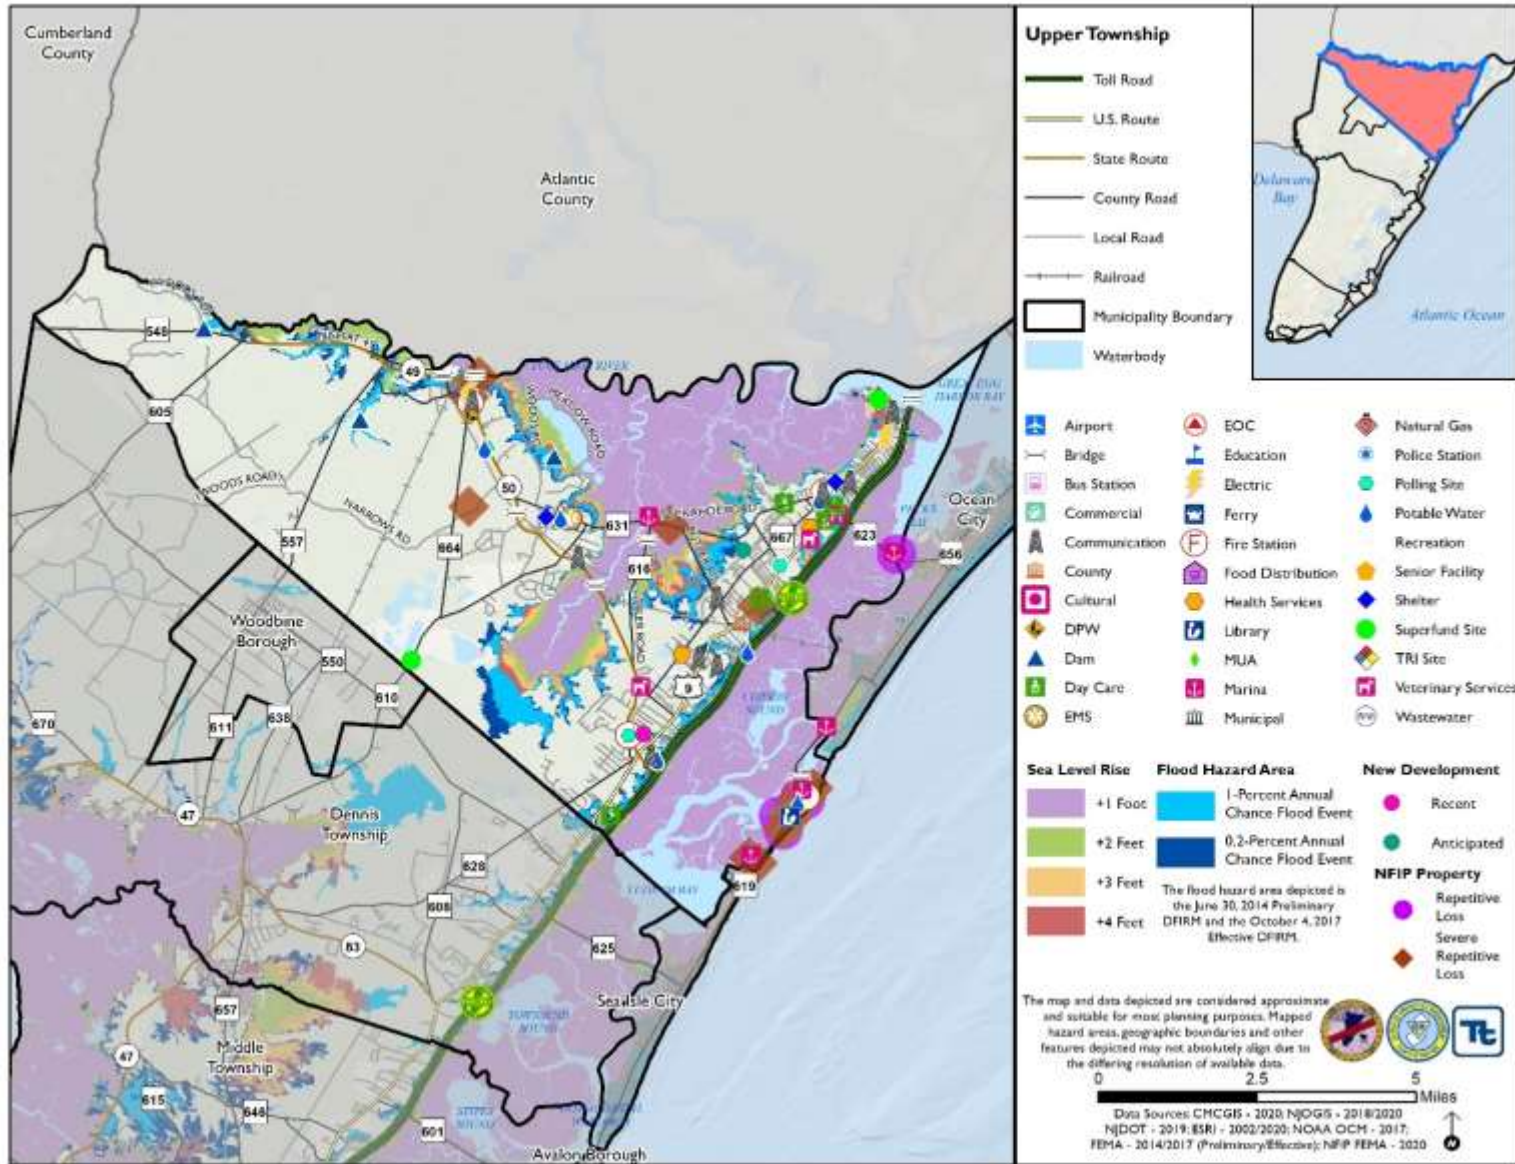 Cumberland
County
Atlantic
County
548
49
605
HEAD OF RIVER
NARROWS RD
50
557
664
631
616
667
623
656
Ocean
City
GREAT EGG
HARBOR BAY
Woodbine
Borough
550
610
611
638
670
9
47
Dennis
Township
628
608
83
619
625
657
Sea Isle City
TOWNSEND
SOUND
Middle
Township
47
615
646
601
Avalon Borough
Upper Township
Toll Road
U.S. Route
State Route
County Road
Local Road
Railroad
Municipality Boundary
Waterbody
Delaware
Bay
Atlantic Ocean
Airport
Bridge
Bus Station
Commercial
Communication
County
Cultural
DPW
Dam
Day Care
EMS
EOC
Education
Electric
Ferry
F Fire Station
Food Distribution
Health Services
Library
MUA
Marina
Municipal
Natural Gas
Police Station
Polling Site
Potable Water
Recreation
Senior Facility
Shelter
Superfund Site
TRI Site
Veterinary Services
WW Wastewater
Sea Level Rise
+1 Foot
+2 Feet
+3 Feet
+4 Feet
Flood Hazard Area
1-Percent Annual
Chance Flood Event
0.2-Percent Annual
Chance Flood Event
The flood hazard area depicted is
the June 30, 2014 Preliminary
DFIRM and the October 4, 2017
Effective DFIRM.
New Development
Recent
Anticipated
NFIP Property
Repetitive
Loss
Severe
Repetitive
Loss
The map and data depicted are considered approximate
and suitable for most planning purposes. Mapped
hazard areas, geographic boundaries and other
features depicted may not absolutely align due to
the differing resolution of available data.
Tt
0 2.5 5
Miles
Data Sources: CMCGIS - 2020; NJOGIS - 2018/2020
NJDOT - 2019; ESRI - 2002/2020; NOAA OCM - 2017;
FEMA - 2014/2017 (Preliminary/Effective); NFIP FEMA - 2020
N